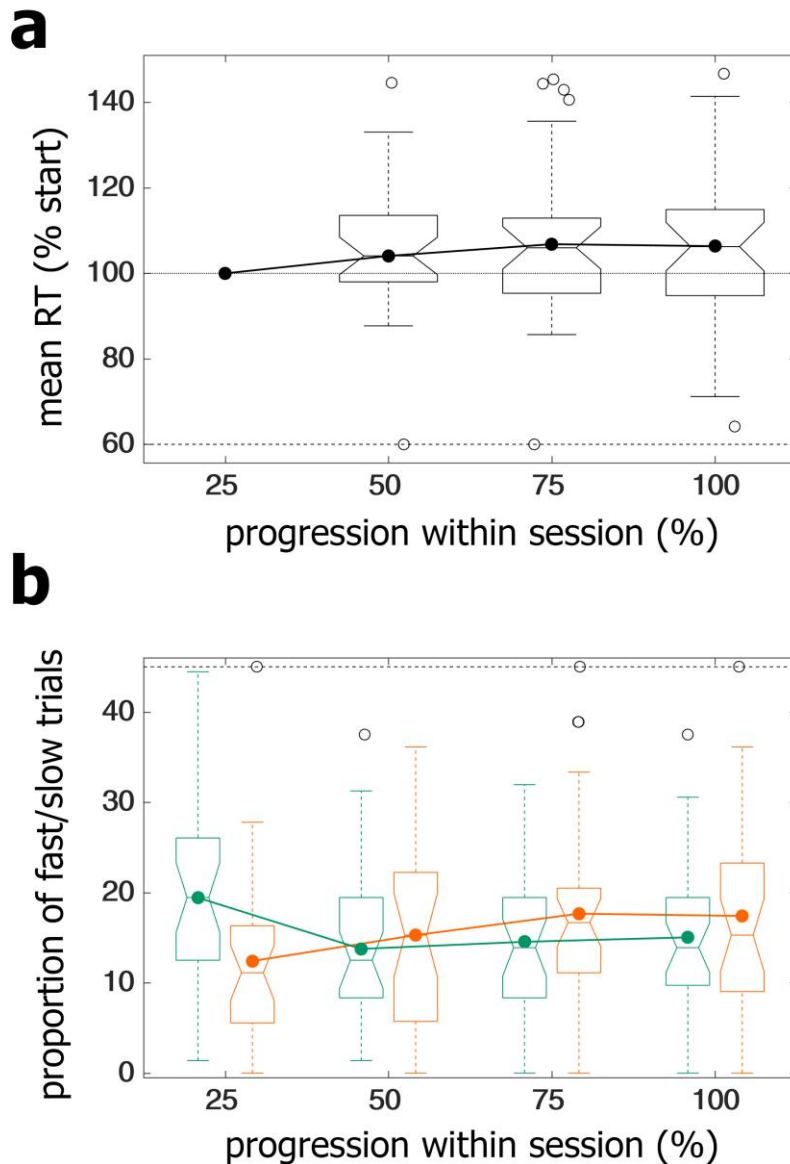 a
mean RT (% start)
140
120
100
80
60
25 50 75 100
progression within session (%)
b
proportion of fast/slow trials
40
30
20
10
0
25 50 75 100
progression within session (%)